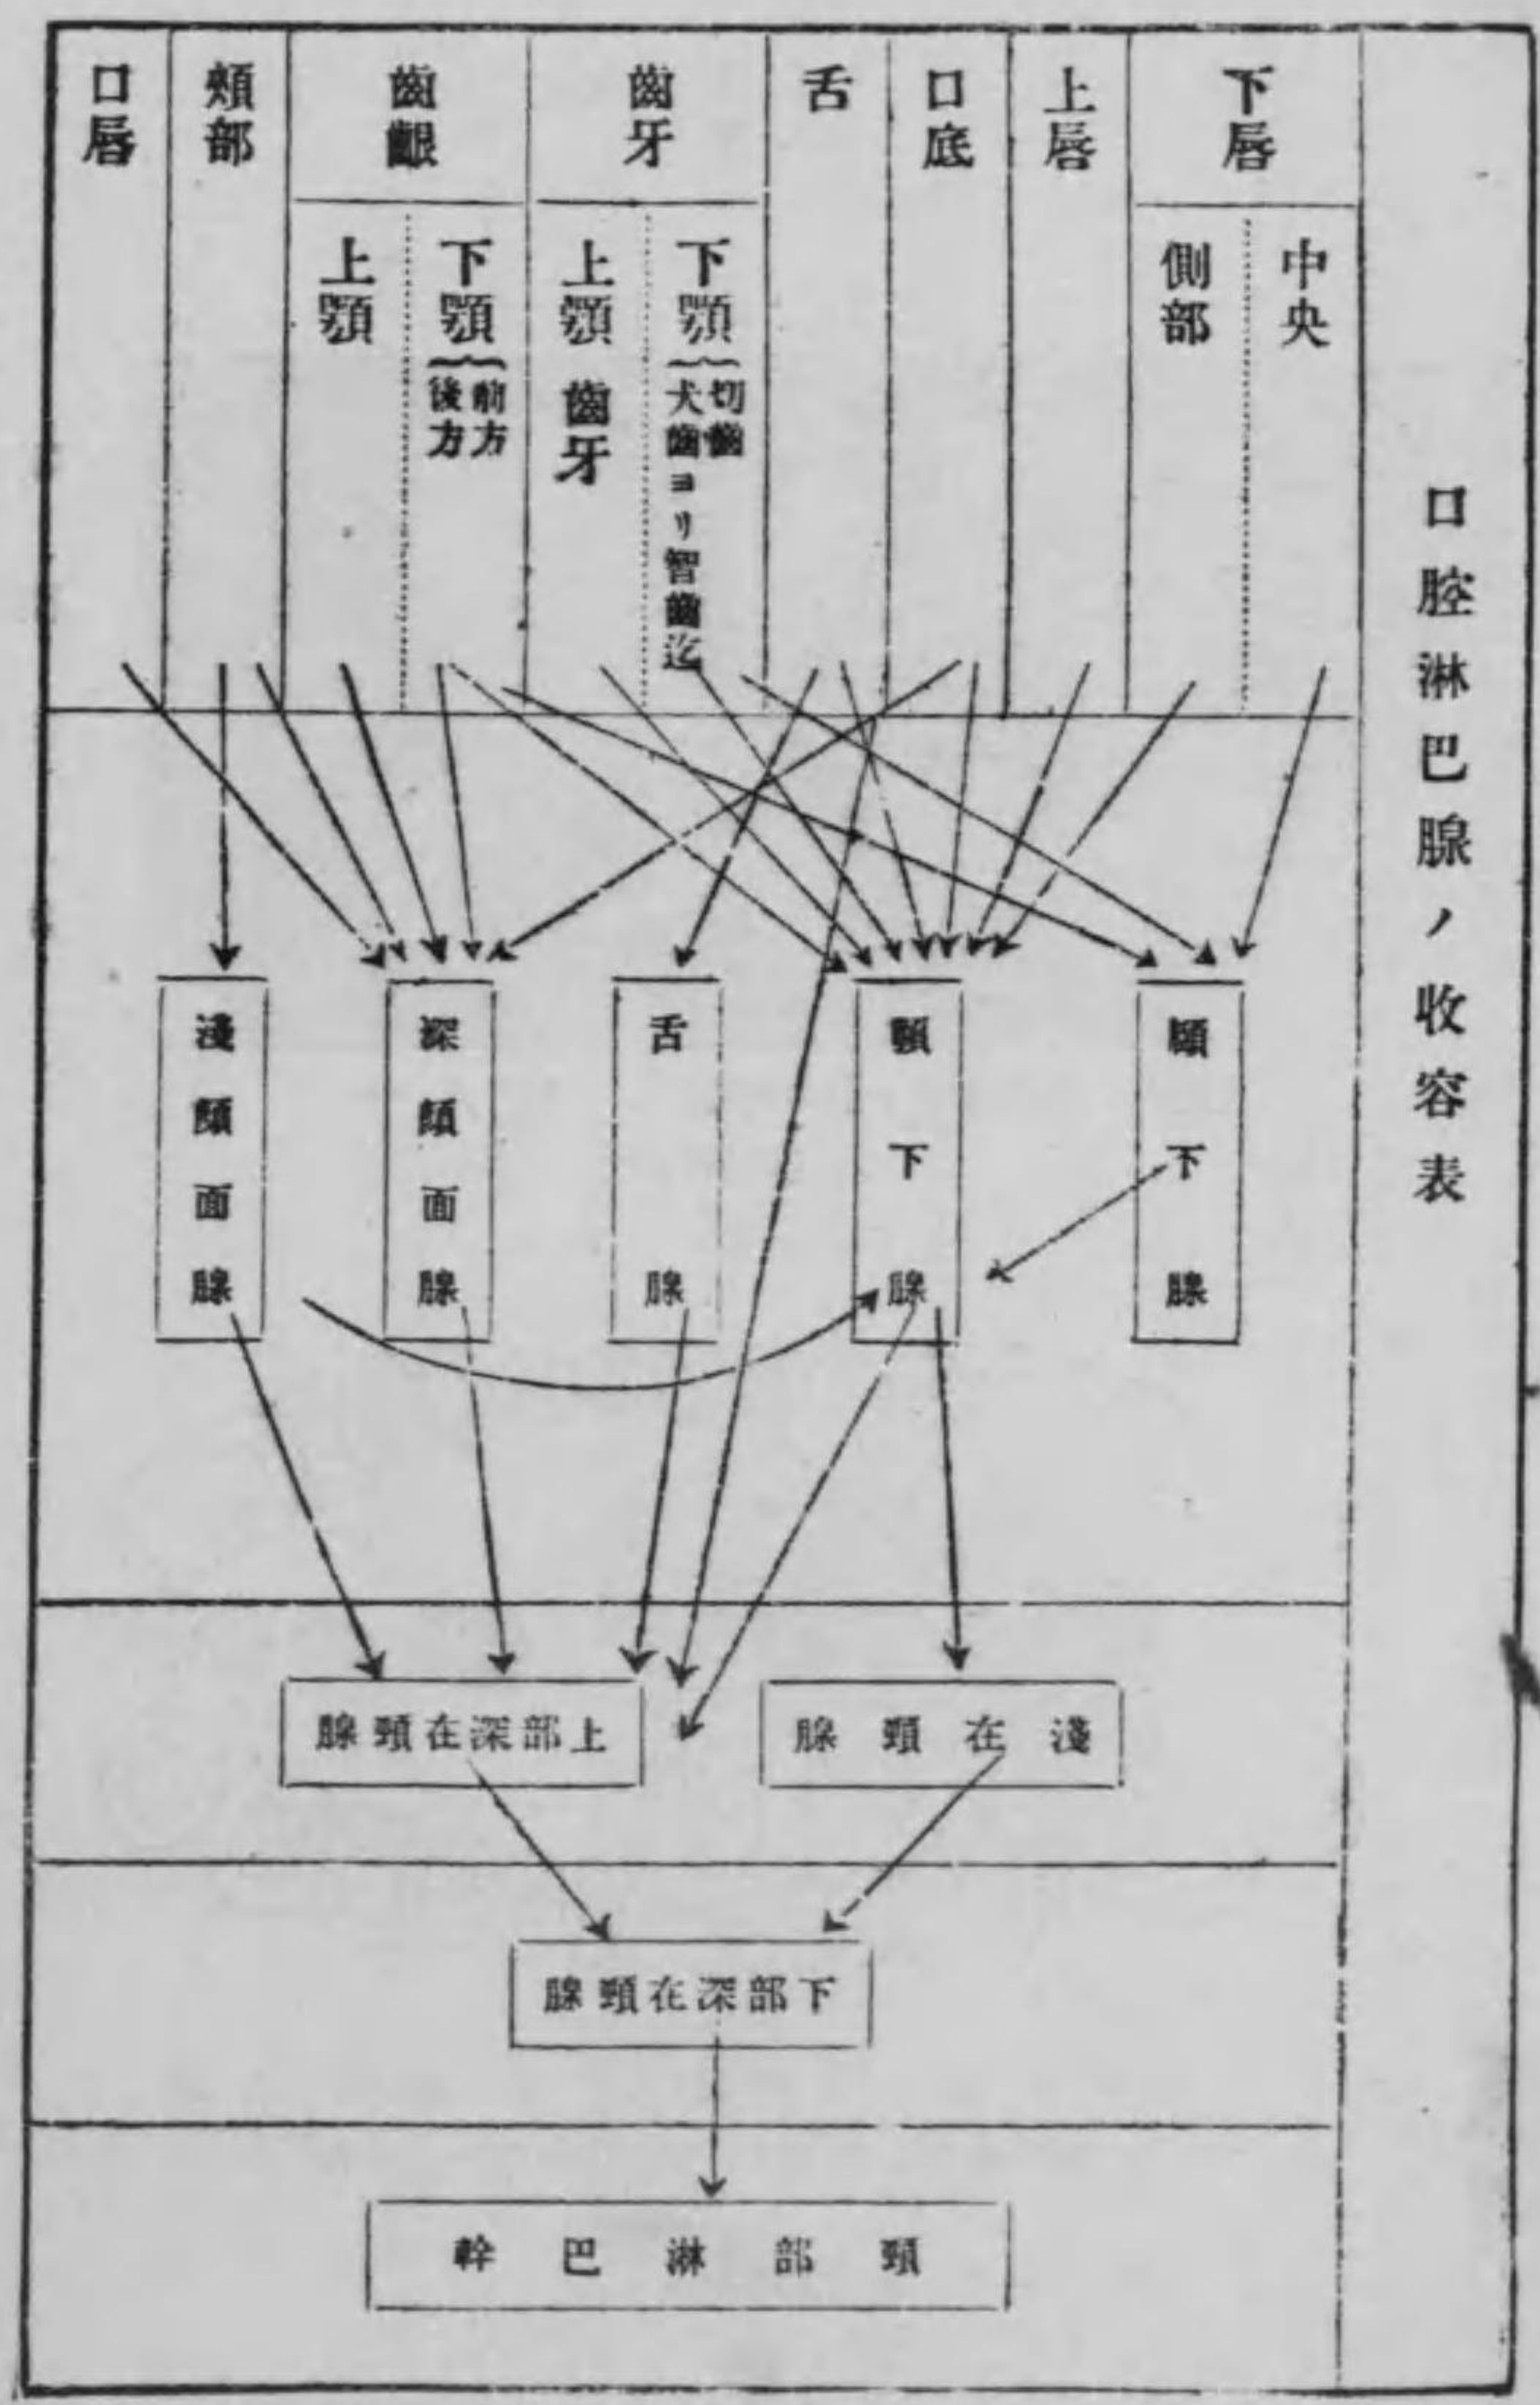 口腔淋巴腺ノ收容表
下唇
中央
側部
上唇
口底
舌
齒牙
下顎
切齒
犬齒ヨリ智齒迄
上顎齒牙
齒齦
下顎
前方
後方
上顎
頰部
口唇
頤下腺
顎下腺
舌腺
深顏面腺
淺顏面腺
淺在頸腺
上部深在頸腺
下部深在頸腺
頸部淋巴幹